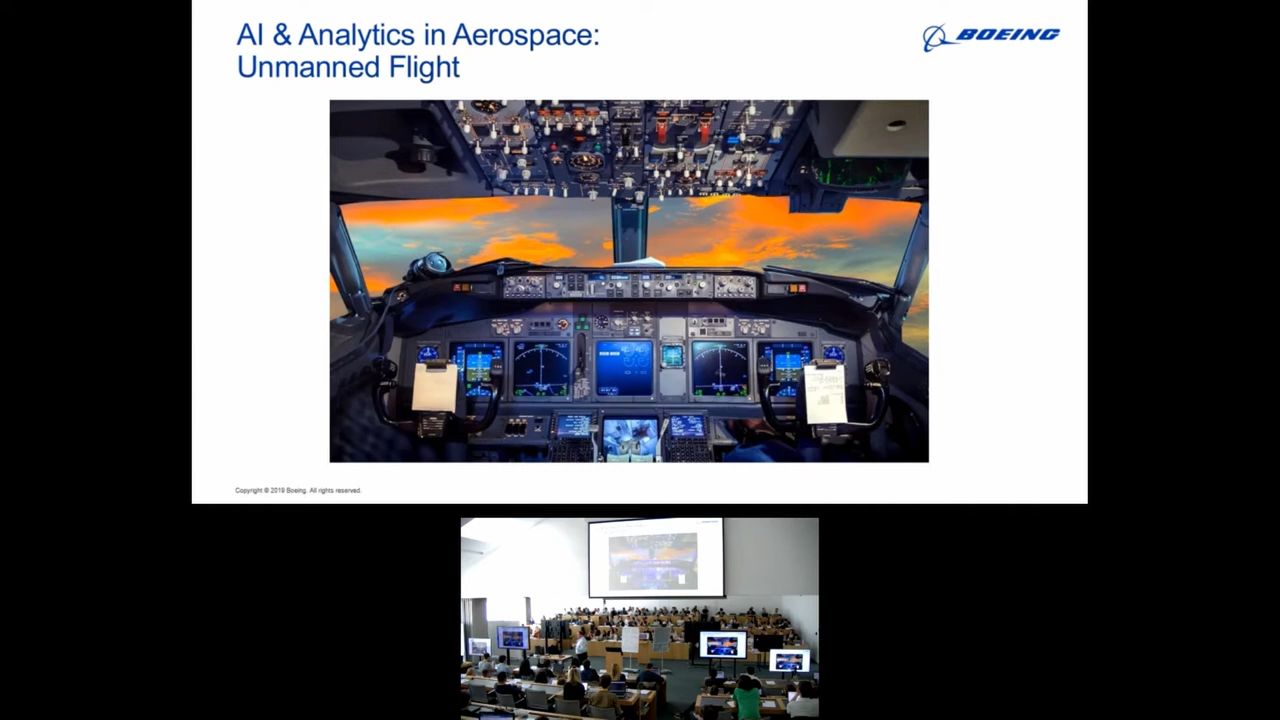 AI & Analytics in Aerospace:
Unmanned Flight
BOEING
Copyright © 2019 Boeing. All rights reserved.